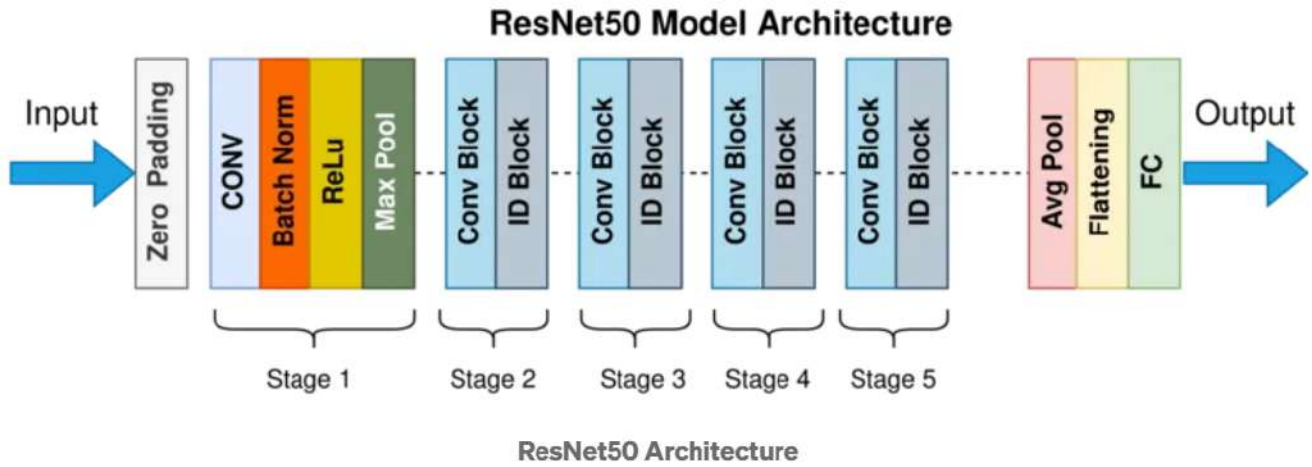 ResNet50 Model Architecture
Input
Zero Padding
CONV
Batch Norm
ReLu
Max Pool
Conv Block
ID Block
Conv Block
ID Block
Conv Block
ID Block
Conv Block
ID Block
Avg Pool
Flattening
FC
Output
Stage 1
Stage 2
Stage 3
Stage 4
Stage 5
ResNet50 Architecture